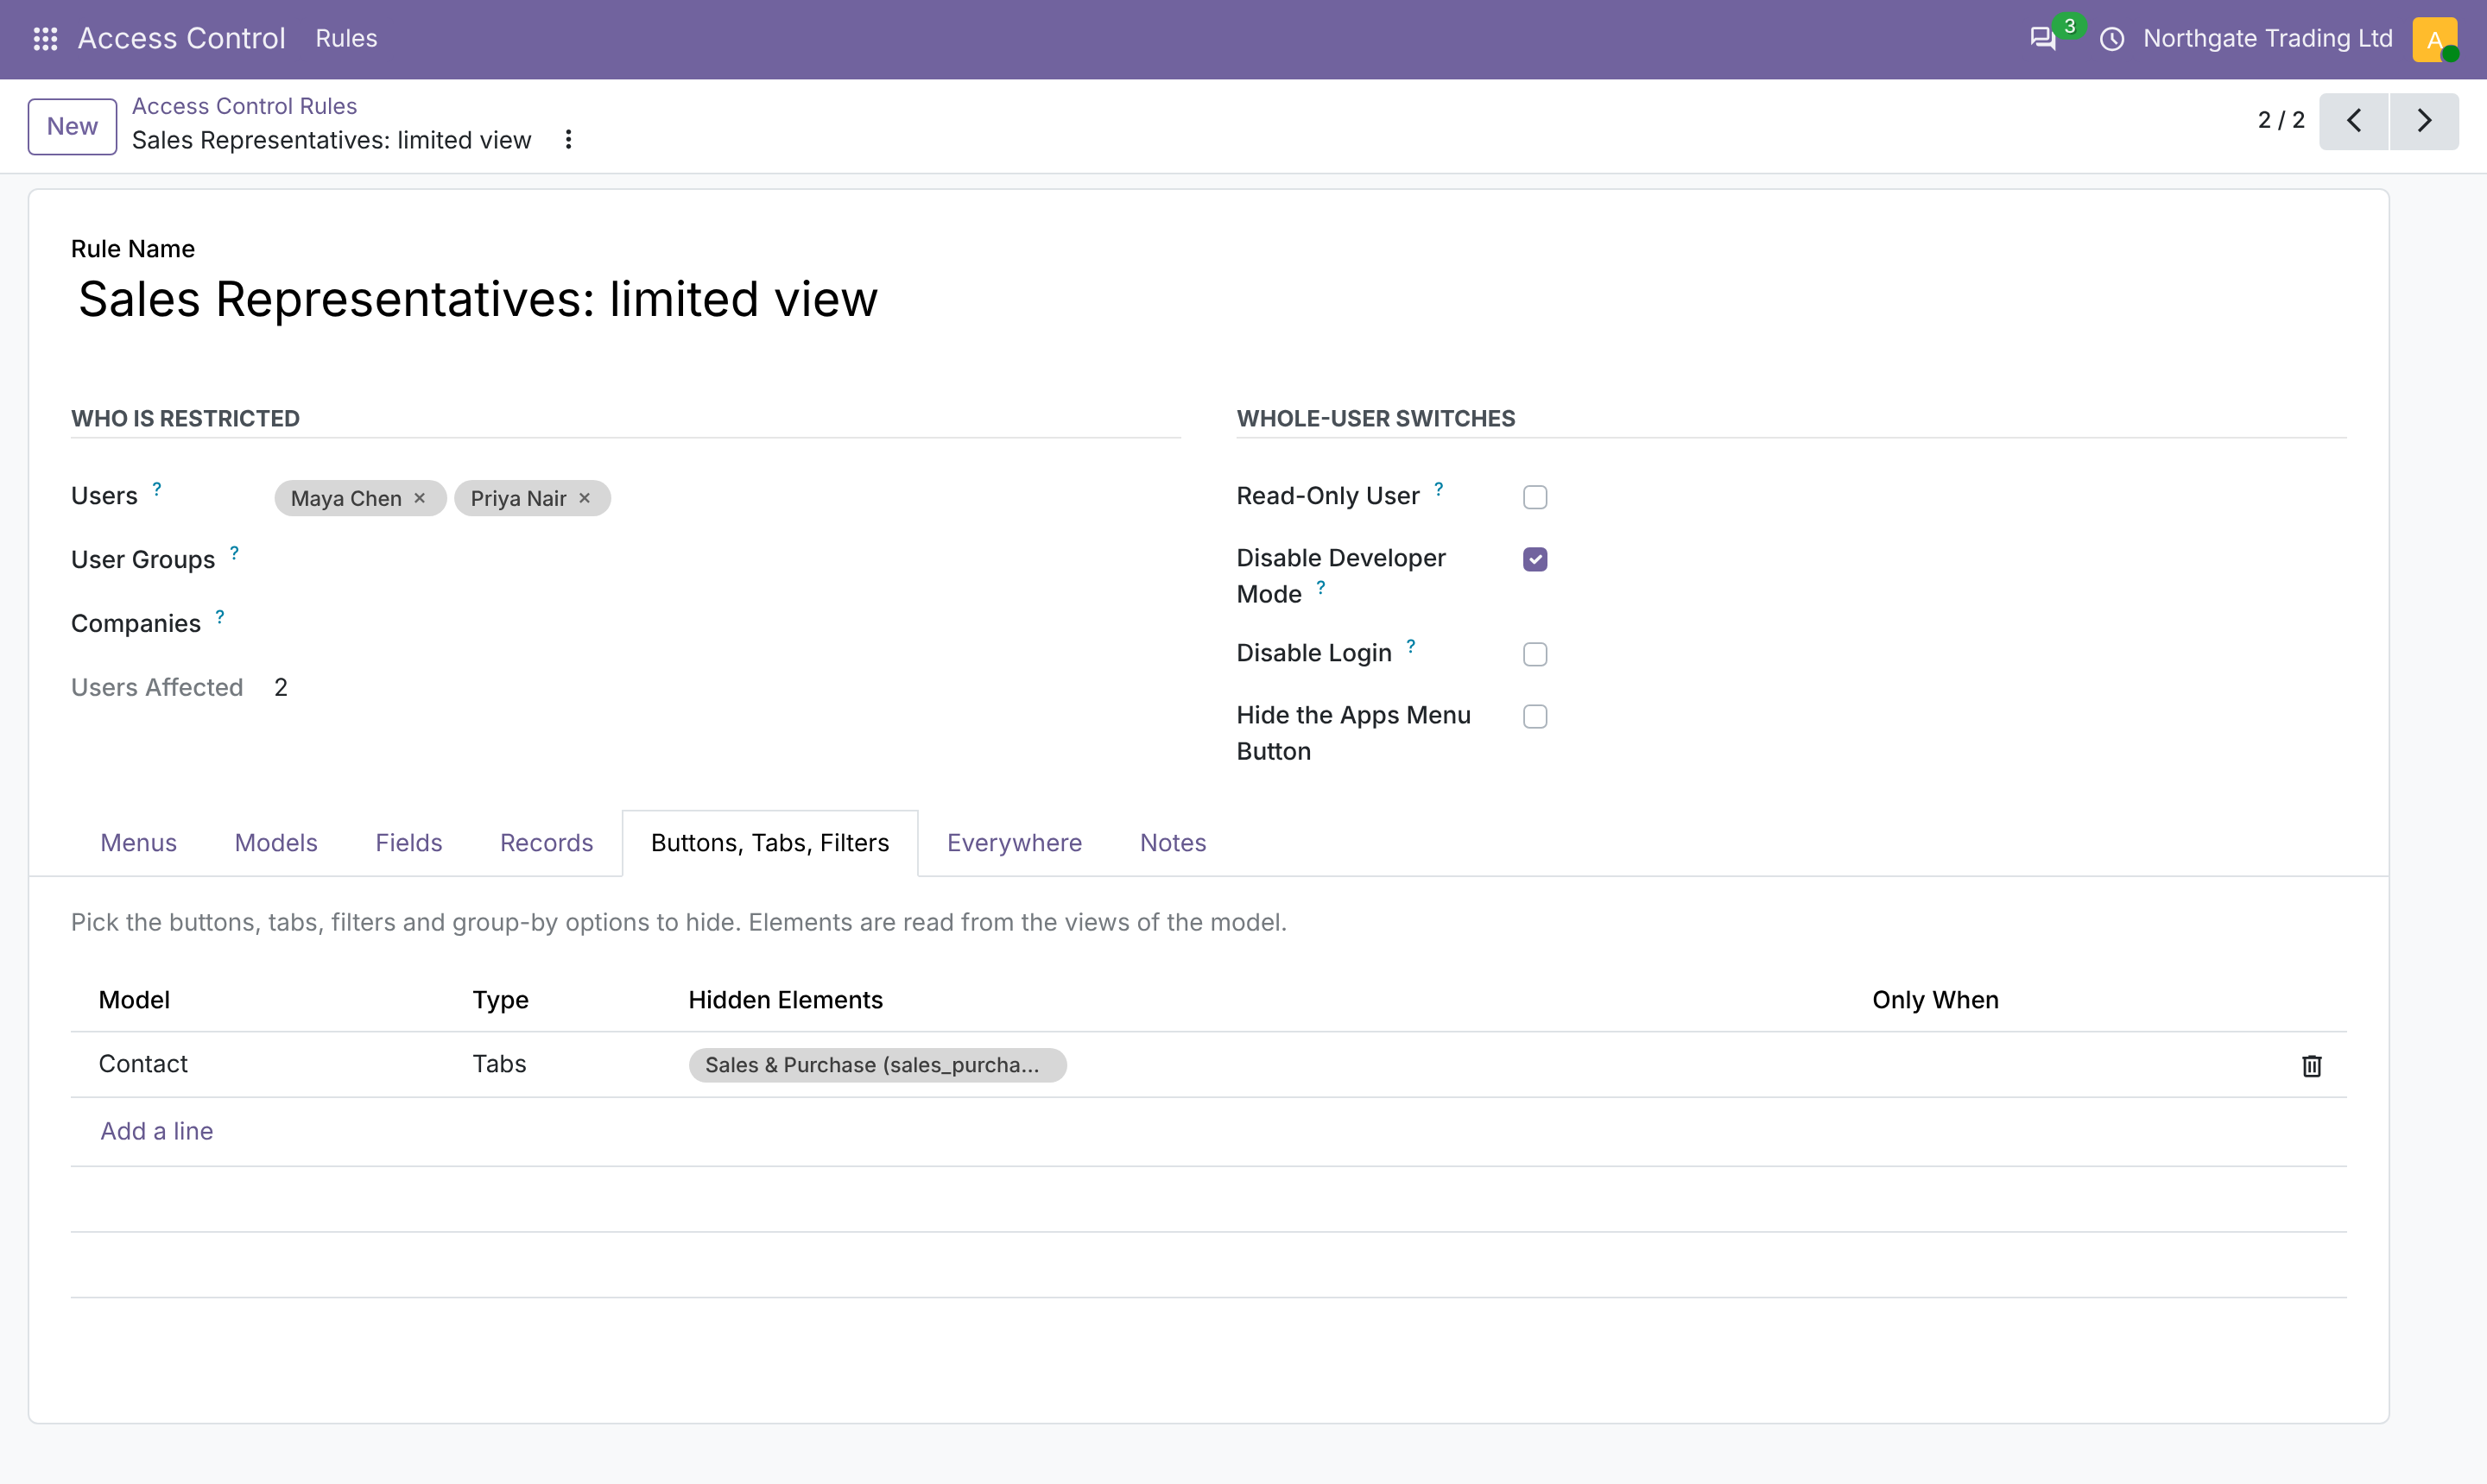 Access Control Rules 3 Northgate Trading Ltd A
New Access Control Rules
Sales Representatives: limited view
2 / 2
Rule Name
Sales Representatives: limited view
WHO IS RESTRICTED
Users ? Maya Chen × Priya Nair ×
User Groups ?
Companies ?
Users Affected 2
WHOLE-USER SWITCHES
Read-Only User ?
Disable Developer
Mode ?
Disable Login ?
Hide the Apps Menu
Button
Menus Models Fields Records Buttons, Tabs, Filters Everywhere Notes
Pick the buttons, tabs, filters and group-by options to hide. Elements are read from the views of the model.
Model Type Hidden Elements Only When
Contact Tabs Sales & Purchase (sales_purcha...
Add a line